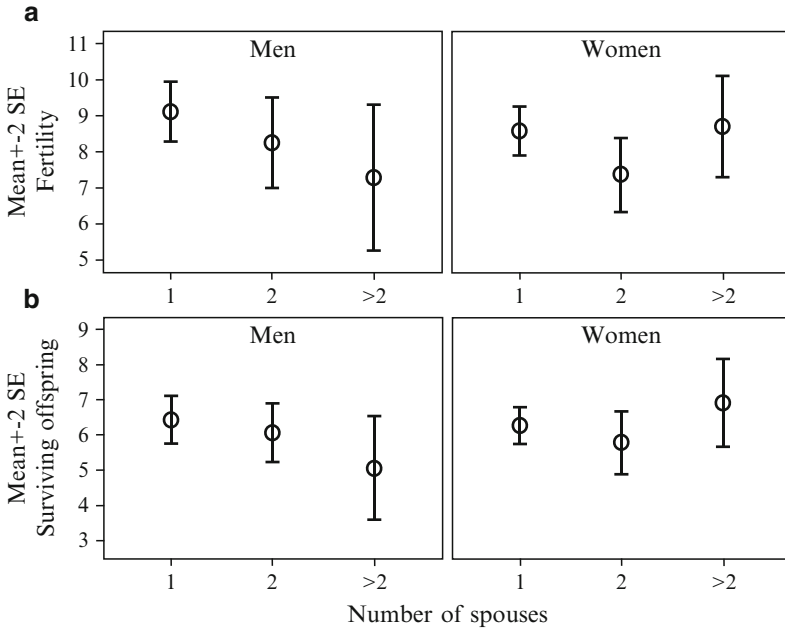 a
Men
Women
Mean+-2 SE
Fertility
11
10
9
8
7
6
5
1 2 >2
1 2 >2
b
Men
Women
Mean+-2 SE
Surviving offspring
9
8
7
6
5
4
3
1 2 >2
1 2 >2
Number of spouses